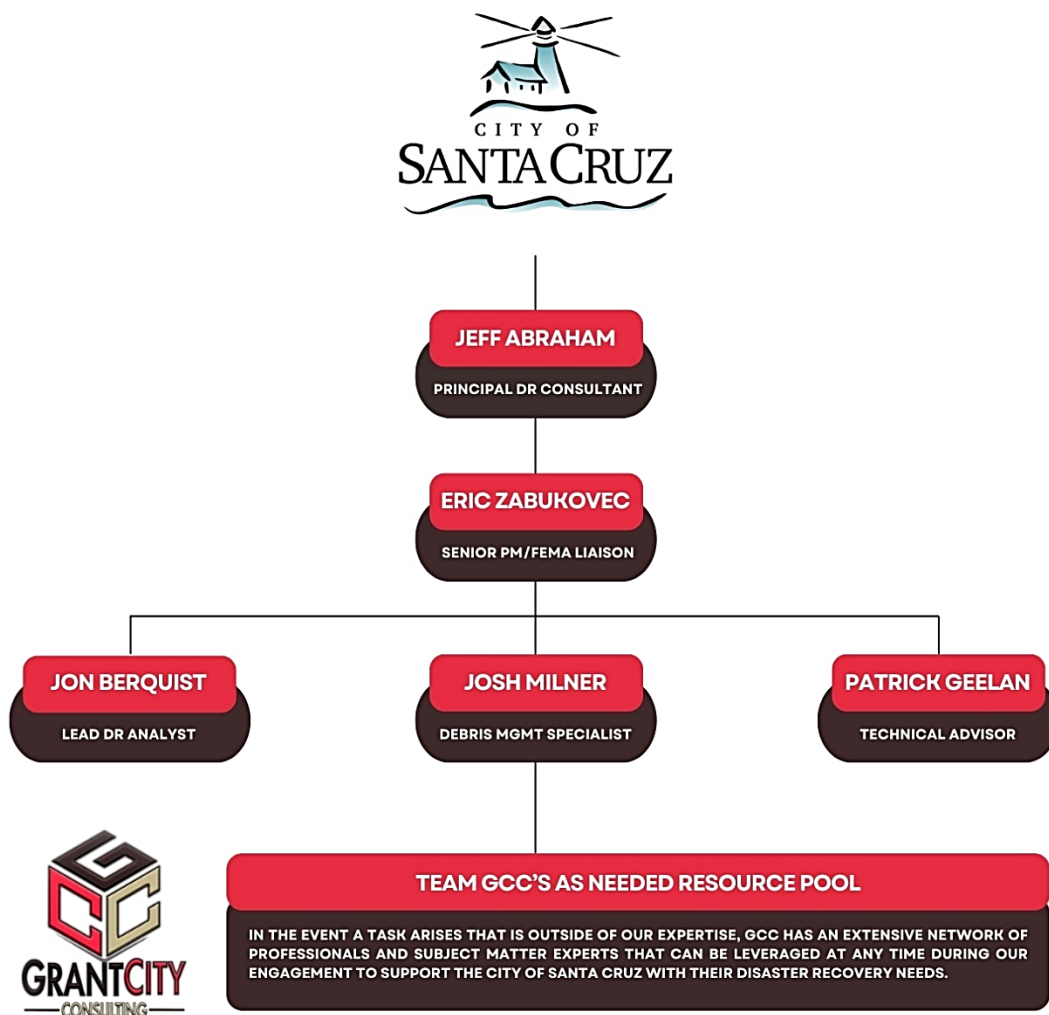 CITY OF
SANTA CRUZ
JEFF ABRAHAM
PRINCIPAL DR CONSULTANT
ERIC ZABUKOVEC
SENIOR PM/FEMA LIAISON
JON BERQUIST
LEAD DR ANALYST
JOSH MILNER
DEBRIS MGMT SPECIALIST
PATRICK GEELAN
TECHNICAL ADVISOR
GCC
GRANTCITY
CONSULTING
TEAM GCC'S AS NEEDED RESOURCE POOL
IN THE EVENT A TASK ARISES THAT IS OUTSIDE OF OUR EXPERTISE, GCC HAS AN EXTENSIVE NETWORK OF
PROFESSIONALS AND SUBJECT MATTER EXPERTS THAT CAN BE LEVERAGED AT ANY TIME DURING OUR
ENGAGEMENT TO SUPPORT THE CITY OF SANTA CRUZ WITH THEIR DISASTER RECOVERY NEEDS.